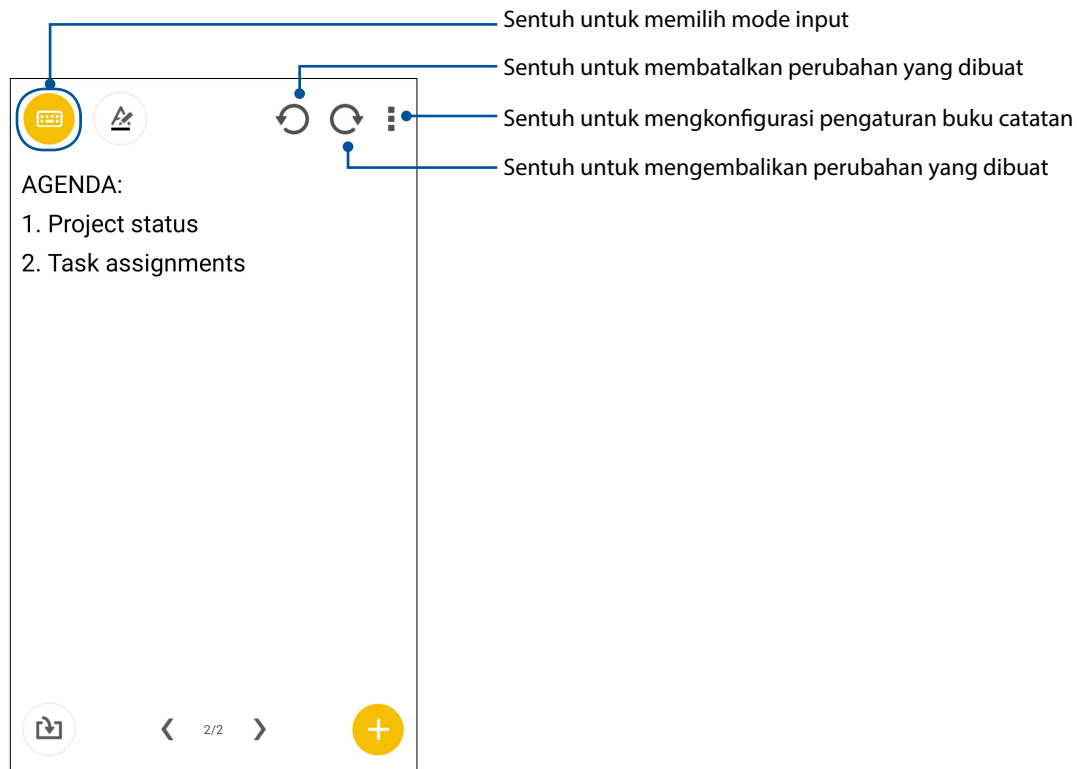 Sentuh untuk memilih mode input
Sentuh untuk membatalkan perubahan yang dibuat
Sentuh untuk mengkonfigurasi pengaturan buku catatan
Sentuh untuk mengembalikan perubahan yang dibuat
AGENDA:
1. Project status
2. Task assignments
2/2